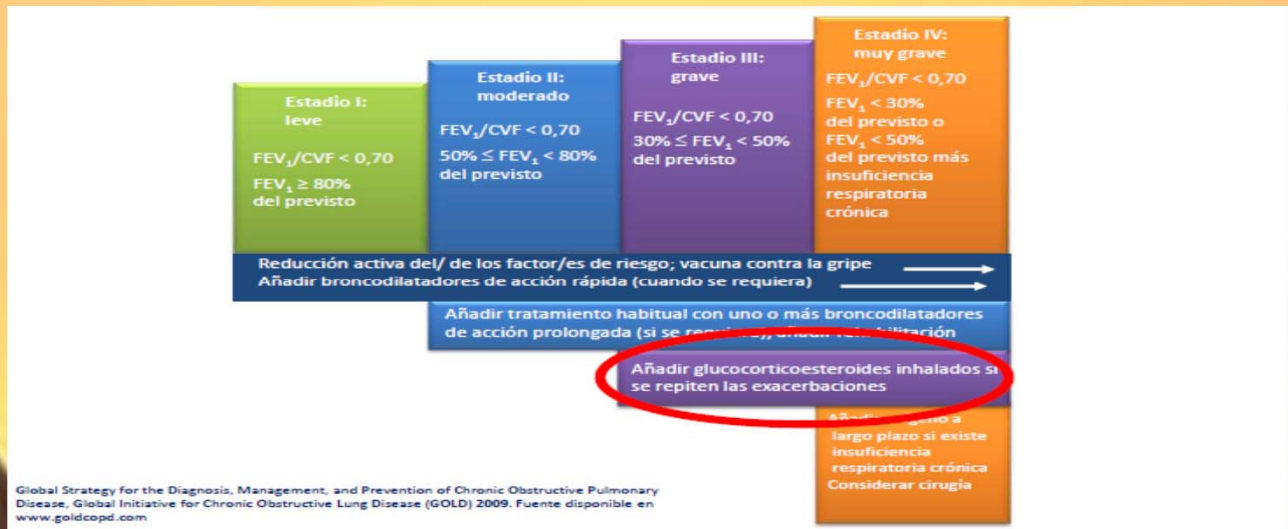 Estadio I:
leve
FEV₁/CVF < 0,70
FEV₁ ≥ 80%
del previsto
Estadio II:
moderado
FEV₁/CVF < 0,70
50% ≤ FEV₁ < 80%
del previsto
Estadio III:
grave
FEV₁/CVF < 0,70
30% ≤ FEV₁ < 50%
del previsto
Estadio IV:
muy grave
FEV₁/CVF < 0,70
FEV₁ < 30%
del previsto o
FEV₁ < 50%
del previsto más
insuficiencia
respiratoria
crónica
Reducción activa del/ de los factor/es de riesgo; vacuna contra la gripe
Añadir broncodilatadores de acción rápida (cuando se requiera)
Añadir tratamiento habitual con uno o más broncodilatadores
de acción prolongada (si se requiere), añadir rehabilitación
Añadir glucocorticoesteroides inhalados si
se repiten las exacerbaciones
Añadir oxígeno a
largo plazo si existe
insuficiencia
respiratoria crónica
Considerar cirugía
Global Strategy for the Diagnosis, Management, and Prevention of Chronic Obstructive Pulmonary
Disease, Global Initiative for Chronic Obstructive Lung Disease (GOLD) 2009. Fuente disponible en
www.goldcopd.com